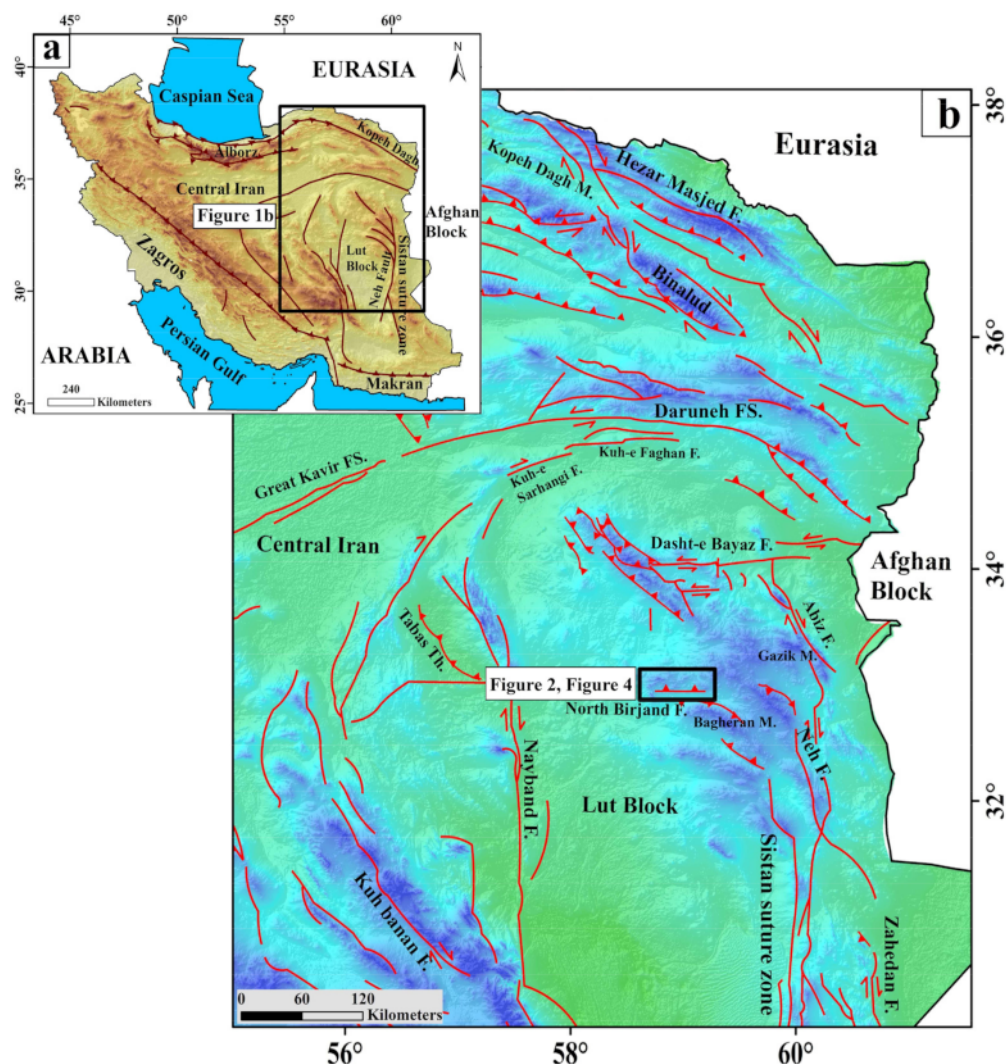 45°
50°
55°
60°
a
N
EURASIA
40°
Caspian Sea
Alborz
Kopeh Dagh
35°
Central Iran
Figure 1b
Afghan
Block
Lut
Block
Neh Fault
Sistan suture zone
Zagros
30°
Persian Gulf
ARABIA
Makran
25°
240
Kilometers
b
38°
Eurasia
Kopeh Dagh M.
Hezar Masjed F.
Binalud
36°
Daruneh FS.
Great Kavir FS.
Kuh-e Faghan F.
Kuh-e
Sarhangi F.
Central Iran
Dasht-e Bayaz F.
34°
Afghan
Block
Abiz F.
Tabas Th.
Gazik M.
Figure 2, Figure 4
North Birjand F.
Bagheran M.
Neh F.
Nayband F.
Lut Block
32°
Sistan suture zone
Kuh banan F.
Zahedan F.
0
60
120
Kilometers
56°
58°
60°